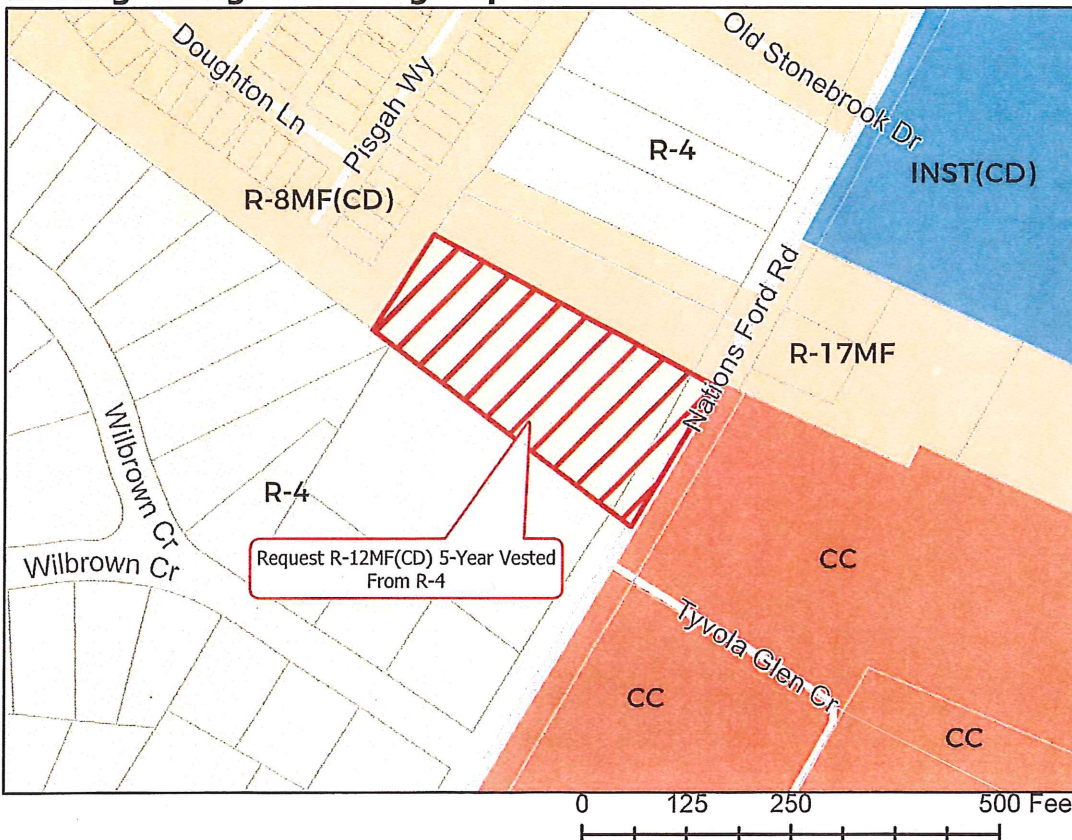 Doughton Ln
Pisgah Wy
Old Stonebrook Dr
R-4
INST(CD)
R-8MF(CD)
Nations Ford Rd
R-17MF
Wilbrown Cr
R-4
Request R-12MF(CD) 5-Year Vested
From R-4
Wilbrown Cr
CC
Tyvola Glen Cr
CC
CC
0 125 250 500 Fee